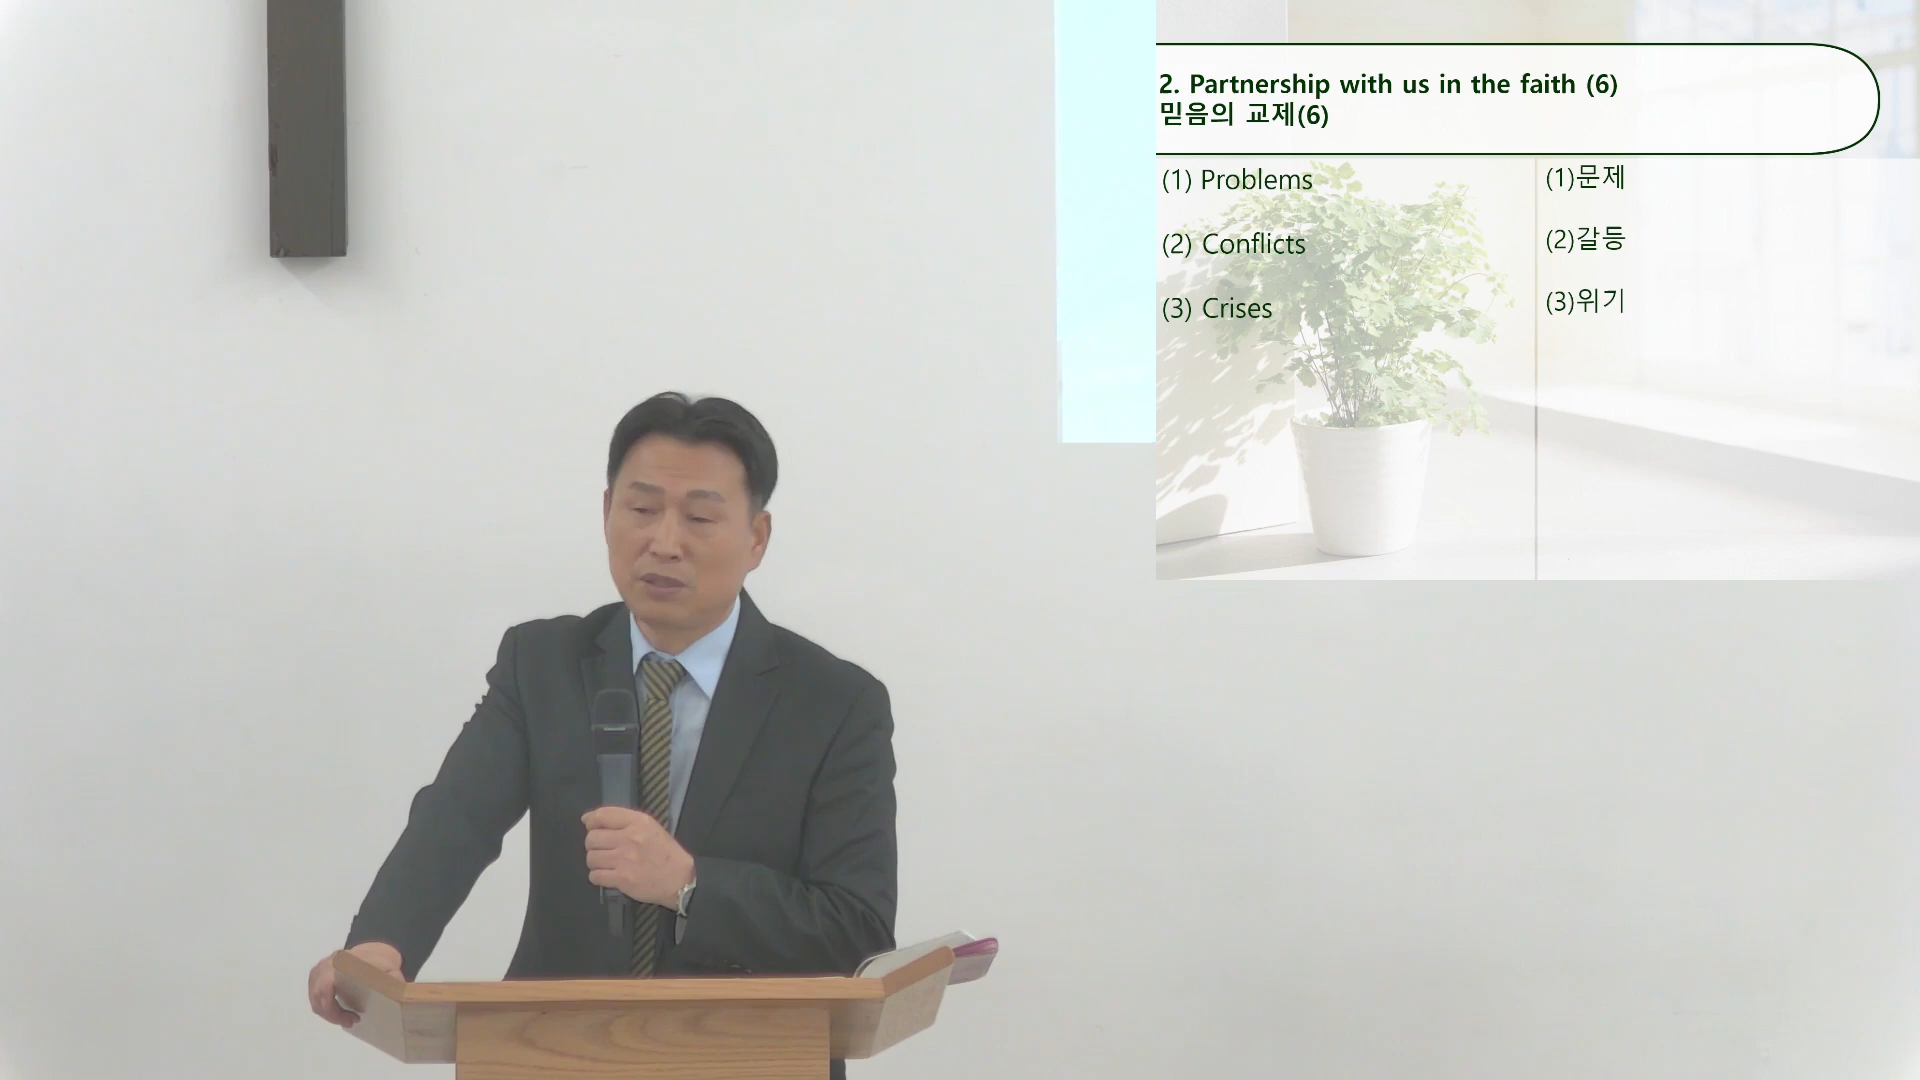 2. Partnership with us in the faith (6)
믿음의 교제(6)
(1) Problems
(2) Conflicts
(3) Crises
(1)문제
(2)갈등
(3)위기